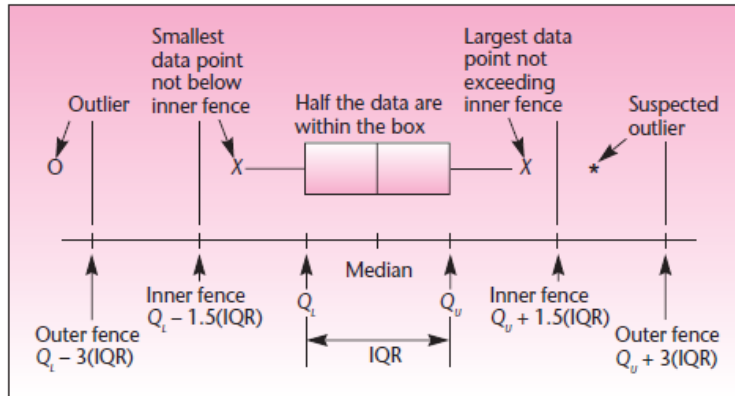 Smallest
data point
not below
inner fence
Largest data
point not
exceeding
inner fence
Outlier
Half the data are
within the box
Suspected
outlier
O
X
X
*
Median
Q_L
Q_U
Inner fence
Q_L – 1.5(IQR)
Inner fence
Q_U + 1.5(IQR)
Outer fence
Q_L – 3(IQR)
IQR
Outer fence
Q_U + 3(IQR)